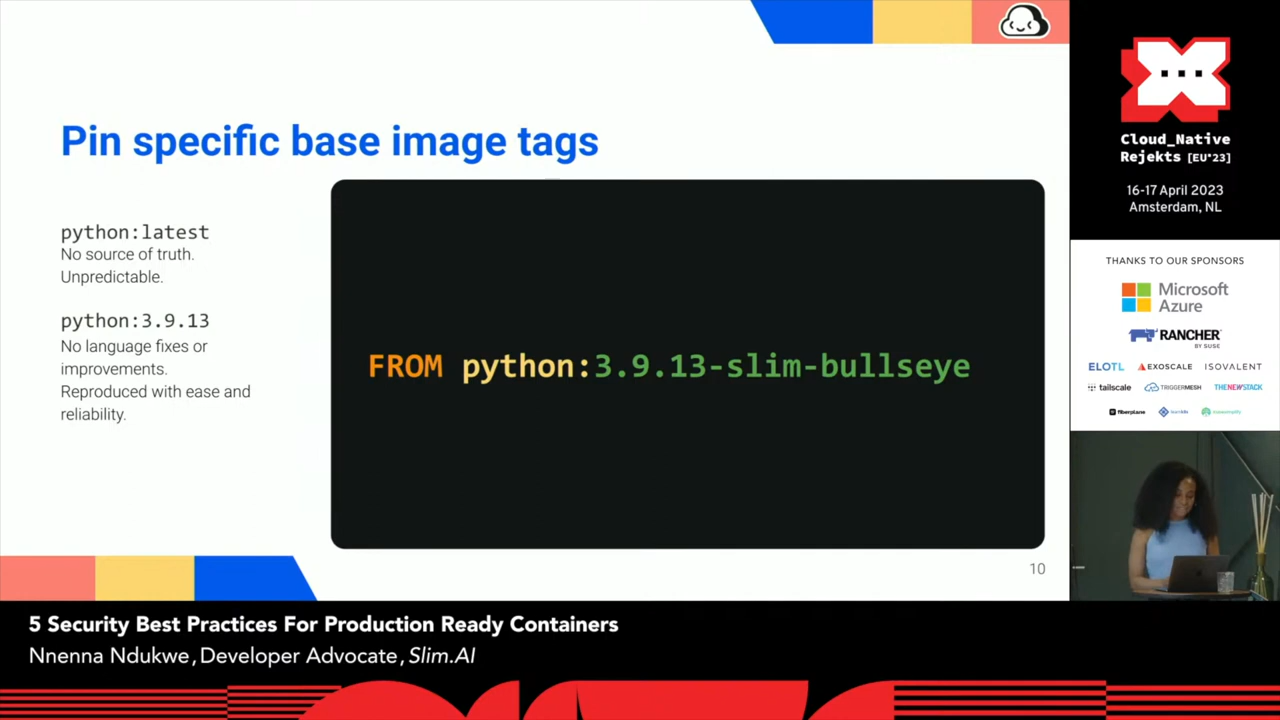 Pin specific base image tags
python:latest
No source of truth.
Unpredictable.
python:3.9.13
No language fixes or
improvements.
Reproduced with ease and
reliability.
FROM python:3.9.13-slim-bullseye
10
Cloud_Native
Rejekts [EU'23]
16-17 April 2023
Amsterdam, NL
THANKS TO OUR SPONSORS
Microsoft
Azure
RANCHER
BY SUSE
ELOTL EXOSCALE ISOVALENT
tailscale TRIGGERMESH THENEWSTACK
fiberplane
5 Security Best Practices For Production Ready Containers
Nnenna Ndukwe, Developer Advocate, Slim.AI